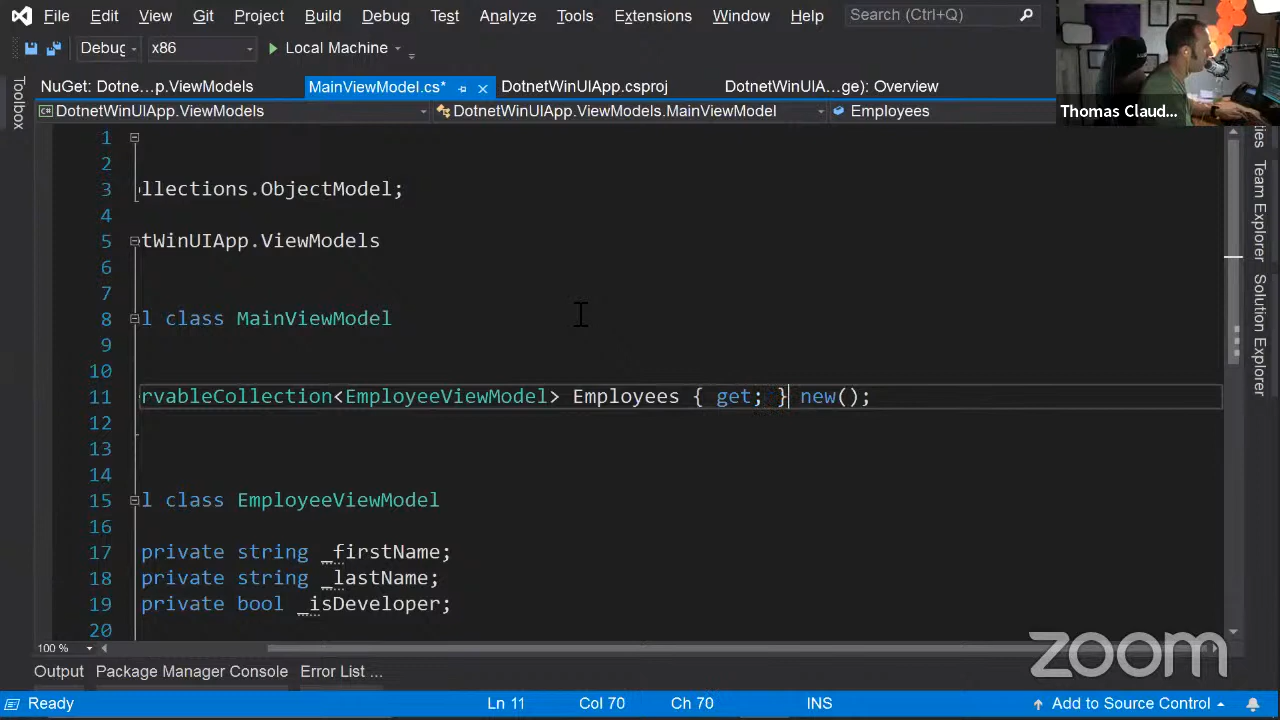 File Edit View Git Project Build Debug Test Analyze Tools Extensions Window Help Search (Ctrl+Q)
Debug x86 Local Machine
Thomas Claud...
Toolbox
NuGet: Dotne...p.ViewModels MainViewModel.cs* DotnetWinUIApp.csproj DotnetWinUIA...ge): Overview
DotnetWinUIApp.ViewModels DotnetWinUIApp.ViewModels.MainViewModel Employees
1
2
3 llections.ObjectModel;
4
5 tWinUIApp.ViewModels
6
7
8 l class MainViewModel
9
10
11 rvableCollection<EmployeeViewModel> Employees { get; } new();
12
13
14
15 l class EmployeeViewModel
16
17 private string _firstName;
18 private string _lastName;
19 private bool _isDeveloper;
20
Team Explorer
Solution Explorer
100 %
zoom
Output Package Manager Console Error List ...
Ready Ln 11 Col 70 Ch 70 INS Add to Source Control